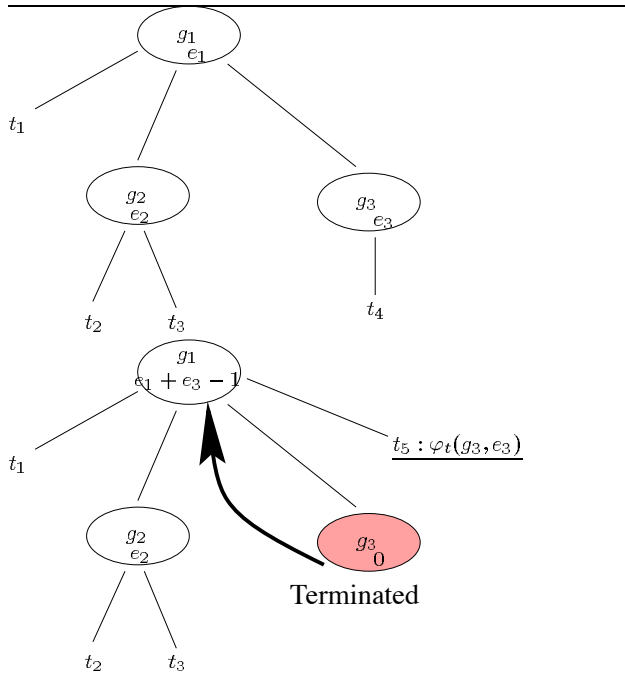 g₁
e₁
t₁
g₂
e₂
g₃
e₃
t₂ t₃
t₄
g₁
e₁ + e₃ − 1
t₁
t₅ : φₜ(g₃, e₃)
g₂
e₂
g₃
0
Terminated
t₂ t₃